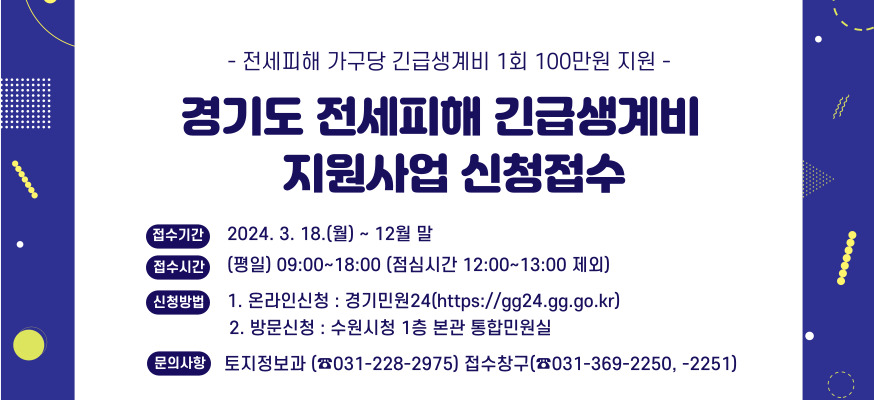 - 전세피해 가구당 긴급생계비 1회 100만원 지원 -
경기도 전세피해 긴급생계비
지원사업 신청접수
접수기간 2024. 3. 18.(월) ~ 12월 말
접수시간 (평일) 09:00~18:00 (점심시간 12:00~13:00 제외)
신청방법 1. 온라인신청 : 경기민원24(https://gg24.gg.go.kr)
2. 방문신청 : 수원시청 1층 본관 통합민원실
문의사항 토지정보과 (☎031-228-2975) 접수창구(☎031-369-2250, -2251)